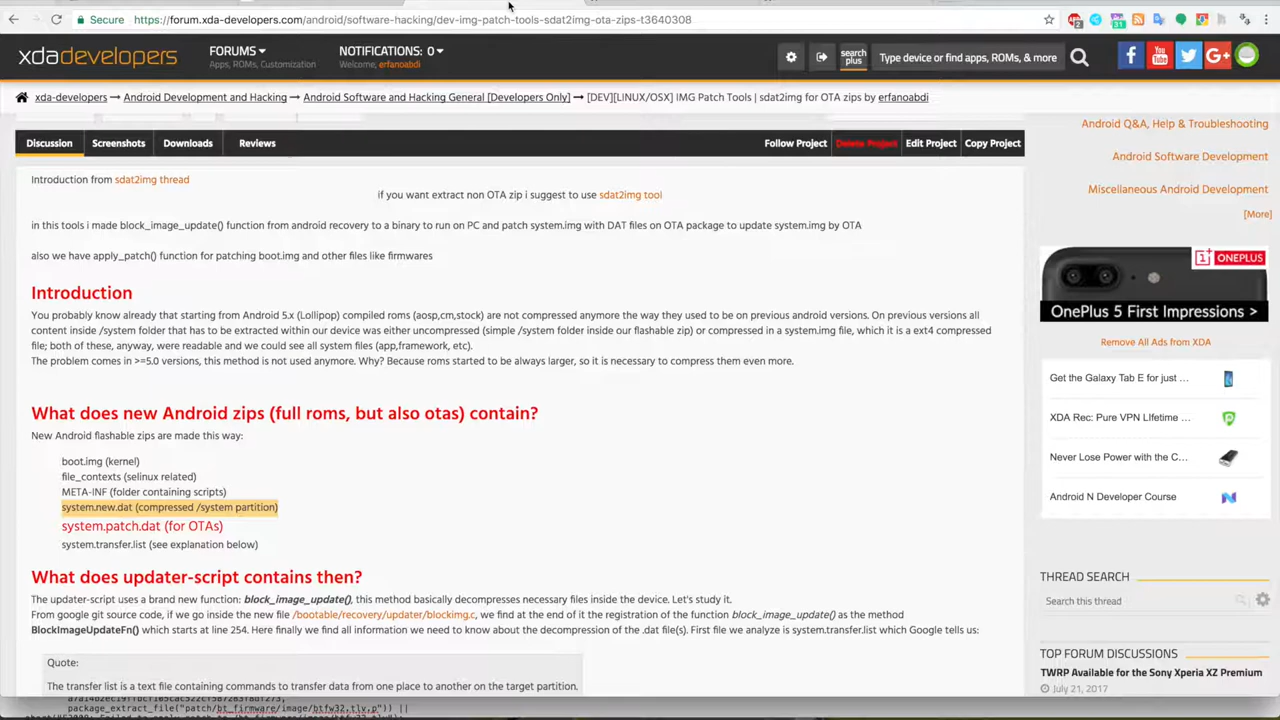 Secure
https://forum.xda-developers.com/android/software-hacking/dev-img-patch-tools-sdat2img-ota-zips-t3640308
xdadevelopers
FORUMS
Apps, ROMs, Customization
NOTIFICATIONS: 0
Welcome, erfanoabdi
search plus
Type device or find apps, ROMs, & more
xda-developers → Android Development and Hacking → Android Software and Hacking General [Developers Only] → [DEV][LINUX/OSX] IMG Patch Tools | sdat2img for OTA zips by erfanoabdi
Discussion Screenshots Downloads Reviews Follow Project Delete Project Edit Project Copy Project
Introduction from sdat2img thread
if you want extract non OTA zip i suggest to use sdat2img tool
in this tools i made block_image_update() function from android recovery to a binary to run on PC and patch system.img with DAT files on OTA package to update system.img by OTA
also we have apply_patch() function for patching boot.img and other files like firmwares
Introduction
You probably know already that starting from Android 5.x (Lollipop) compiled roms (aosp,cm,stock) are not compressed anymore the way they used to be on previous android versions. On previous versions all
content inside /system folder that has to be extracted within our device was either uncompressed (simple /system folder inside our flashable zip) or compressed in a system.img file, which it is a ext4 compressed
file; both of these, anyway, were readable and we could see all system files (app,framework, etc).
The problem comes in >=5.0 versions, this method is not used anymore. Why? Because roms started to be always larger, so it is necessary to compress them even more.
What does new Android zips (full roms, but also otas) contain?
New Android flashable zips are made this way:
boot.img (kernel)
file_contexts (selinux related)
META-INF (folder containing scripts)
system.new.dat (compressed /system partition)
system.patch.dat (for OTAs)
system.transfer.list (see explanation below)
What does updater-script contains then?
The updater-script uses a brand new function: block_image_update(), this method basically decompresses necessary files inside the device. Let's study it.
From google git source code, if we go inside the new file /bootable/recovery/updater/blockimg.c, we find at the end of it the registration of the function block_image_update() as the method
BlockImageUpdateFn() which starts at line 254. Here finally we find all information we need to know about the decompression of the .dat file(s). First file we analyze is system.transfer.list which Google tells us:
Quote:
The transfer list is a text file containing commands to transfer data from one place to another on the target partition.
package_extract_file("patch/bt_firmware/image/btfw32.tlv.p")) ||
Android Q&A, Help & Troubleshooting
Android Software Development
Miscellaneous Android Development
[More]
ONEPLUS
OnePlus 5 First Impressions >
Remove All Ads from XDA
Get the Galaxy Tab E for just ...
XDA Rec: Pure VPN LIfetime ...
Never Lose Power with the C...
Android N Developer Course
THREAD SEARCH
Search this thread
TOP FORUM DISCUSSIONS
TWRP Available for the Sony Xperia XZ Premium
July 21, 2017